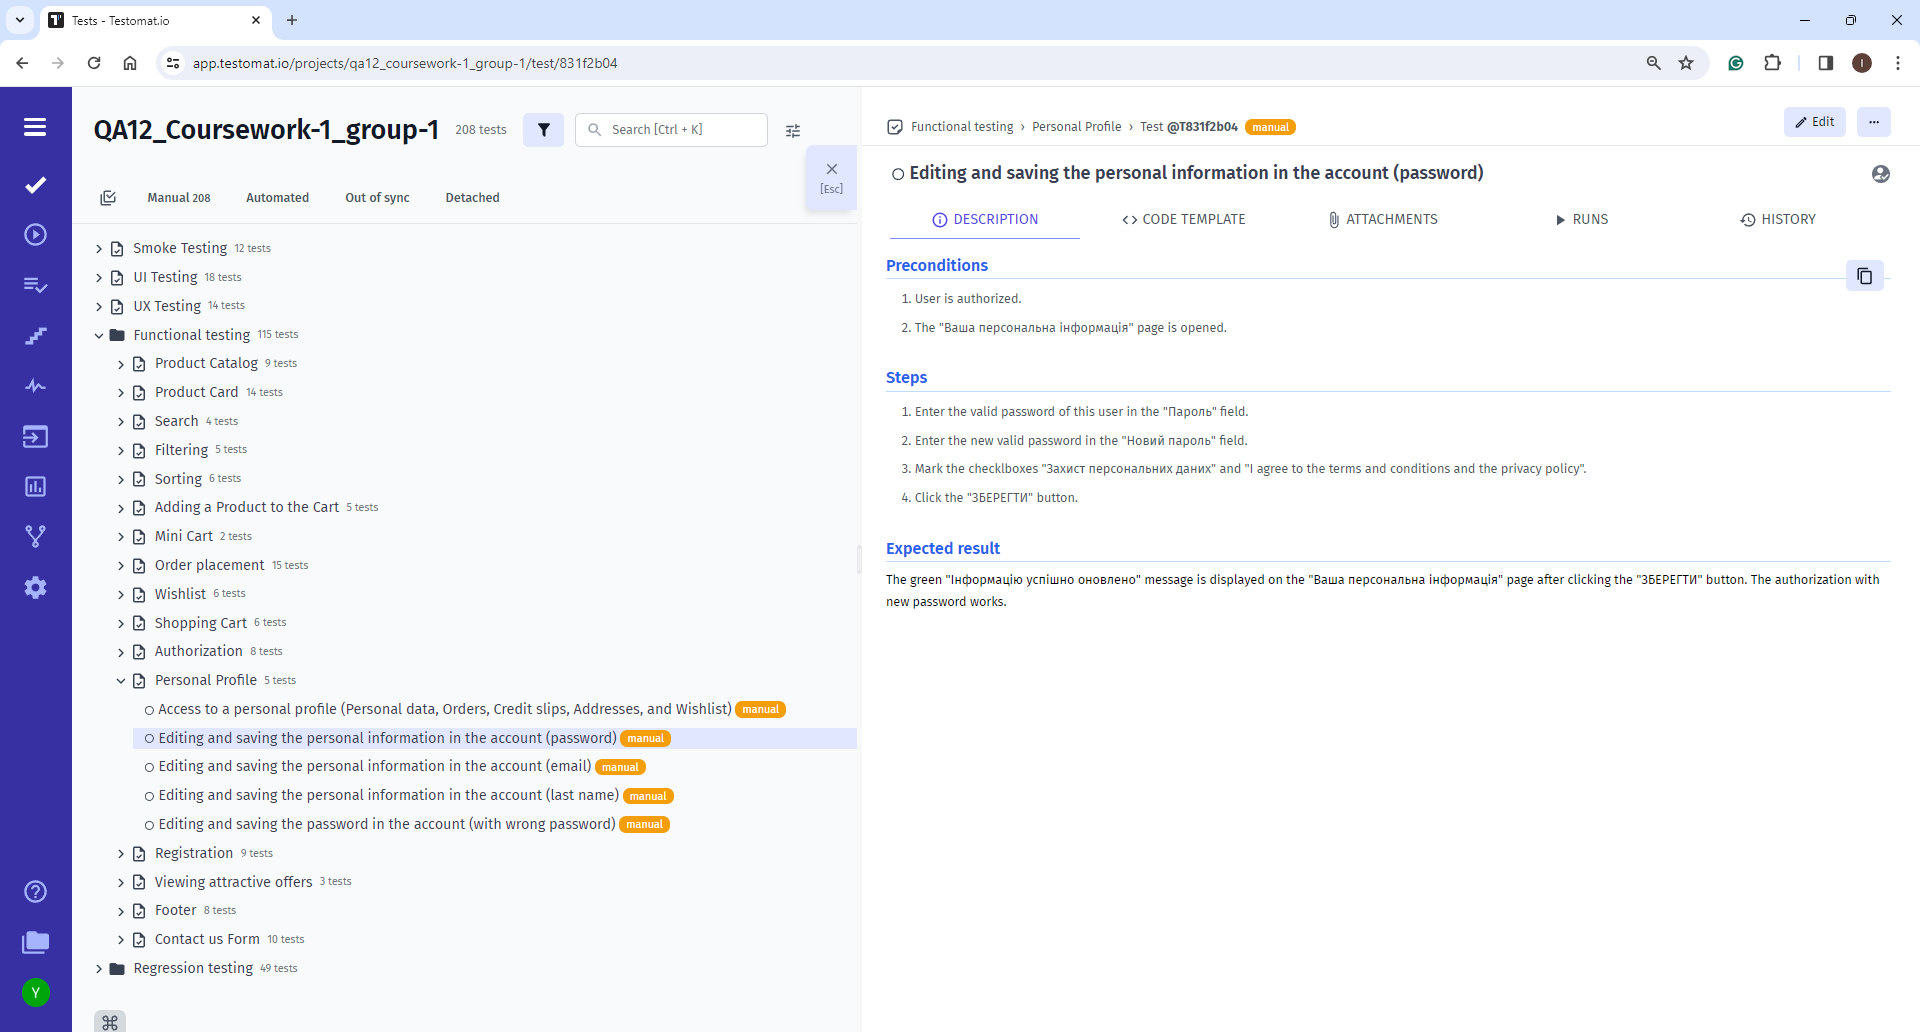 Tests - Testomat.io
app.testomat.io/projects/qa12_coursework-1_group-1/test/831f2b04
I
QA12_Coursework-1_group-1 208 tests
Search [Ctrl + K]
[Esc]
Manual 208 Automated Out of sync Detached
Smoke Testing 12 tests
UI Testing 18 tests
UX Testing 14 tests
Functional testing 115 tests
Product Catalog 9 tests
Product Card 14 tests
Search 4 tests
Filtering 5 tests
Sorting 6 tests
Adding a Product to the Cart 5 tests
Mini Cart 2 tests
Order placement 15 tests
Wishlist 6 tests
Shopping Cart 6 tests
Authorization 8 tests
Personal Profile 5 tests
Access to a personal profile (Personal data, Orders, Credit slips, Addresses, and Wishlist) manual
Editing and saving the personal information in the account (password) manual
Editing and saving the personal information in the account (email) manual
Editing and saving the personal information in the account (last name) manual
Editing and saving the password in the account (with wrong password) manual
Registration 9 tests
Viewing attractive offers 3 tests
Footer 8 tests
Contact us Form 10 tests
Regression testing 49 tests
Y
Functional testing › Personal Profile › Test @T831f2b04 manual
Edit
Editing and saving the personal information in the account (password)
DESCRIPTION CODE TEMPLATE ATTACHMENTS RUNS HISTORY
Preconditions
1. User is authorized.
2. The "Ваша персональна інформація" page is opened.
Steps
1. Enter the valid password of this user in the "Пароль" field.
2. Enter the new valid password in the "Новий пароль" field.
3. Mark the checklboxes "Захист персональних даних" and "I agree to the terms and conditions and the privacy policy".
4. Click the "ЗБЕРЕГТИ" button.
Expected result
The green "Інформацію успішно оновлено" message is displayed on the "Ваша персональна інформація" page after clicking the "ЗБЕРЕГТИ" button. The authorization with
new password works.